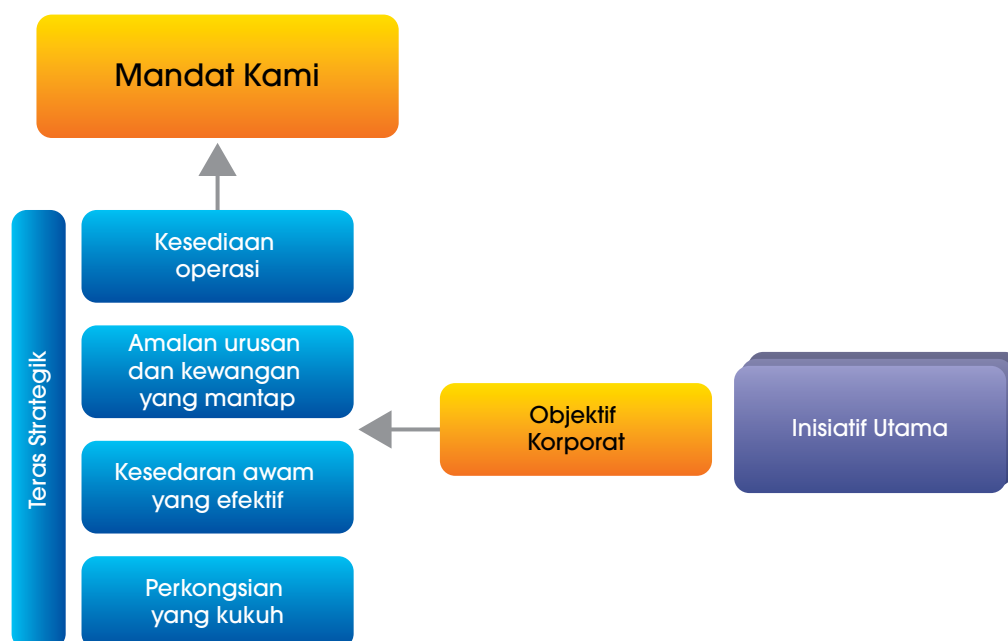 Mandat Kami
Teras Strategik
Kesediaan
operasi
Amalan urusan
dan kewangan
yang mantap
Kesedaran awam
yang efektif
Perkongsian
yang kukuh
Objektif
Korporat
Inisiatif Utama